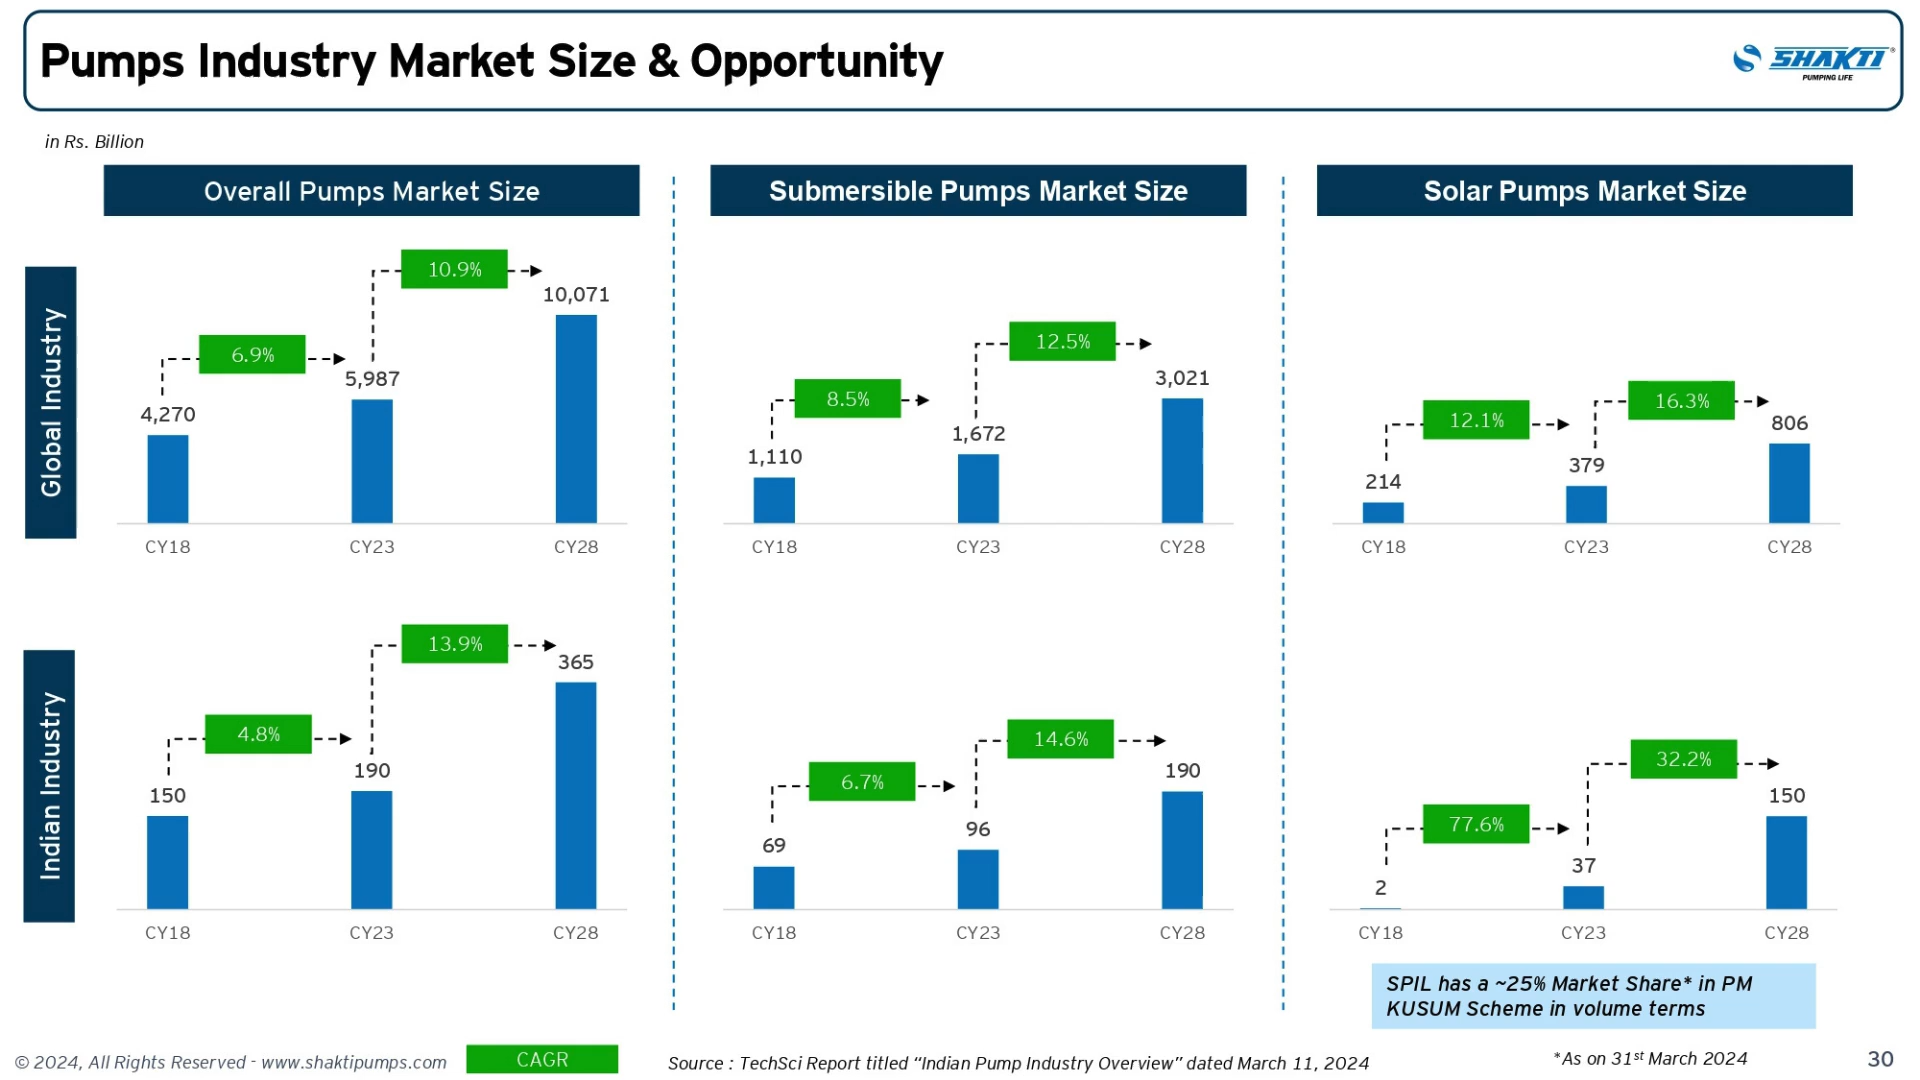 Pumps Industry Market Size & Opportunity
SHAKTI®
PUMPING LIFE
in Rs. Billion
Overall Pumps Market Size
Submersible Pumps Market Size
Solar Pumps Market Size
Global Industry
4,270
6.9%
5,987
10.9%
10,071
CY18 CY23 CY28
1,110
8.5%
1,672
12.5%
3,021
CY18 CY23 CY28
214
12.1%
379
16.3%
806
CY18 CY23 CY28
Indian Industry
150
4.8%
190
13.9%
365
CY18 CY23 CY28
69
6.7%
96
14.6%
190
CY18 CY23 CY28
2
77.6%
37
32.2%
150
CY18 CY23 CY28
SPIL has a ~25% Market Share* in PM
KUSUM Scheme in volume terms
© 2024, All Rights Reserved - www.shaktipumps.com
CAGR
Source : TechSci Report titled “Indian Pump Industry Overview” dated March 11, 2024
*As on 31st March 2024
30